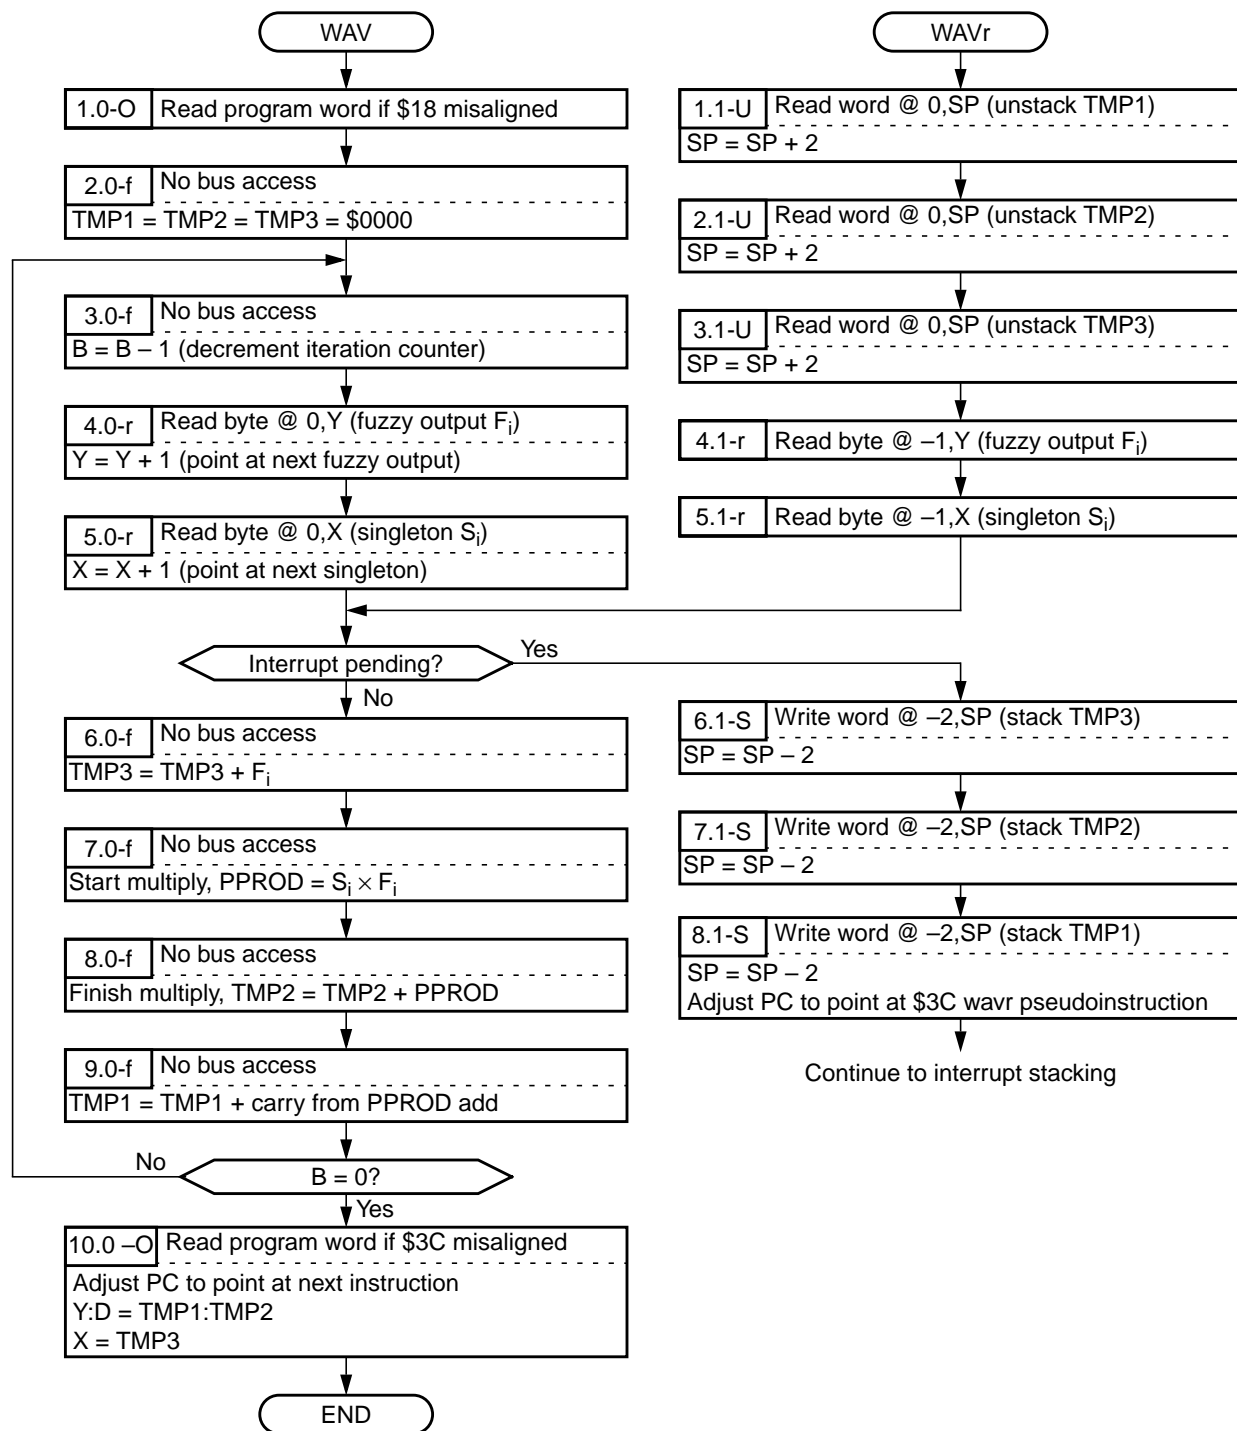 WAV
1.0-O Read program word if $18 misaligned
2.0-f No bus access
TMP1 = TMP2 = TMP3 = $0000
3.0-f No bus access
B = B – 1 (decrement iteration counter)
4.0-r Read byte @ 0,Y (fuzzy output Fi)
Y = Y + 1 (point at next fuzzy output)
5.0-r Read byte @ 0,X (singleton Si)
X = X + 1 (point at next singleton)
WAVr
1.1-U Read word @ 0,SP (unstack TMP1)
SP = SP + 2
2.1-U Read word @ 0,SP (unstack TMP2)
SP = SP + 2
3.1-U Read word @ 0,SP (unstack TMP3)
SP = SP + 2
4.1-r Read byte @ –1,Y (fuzzy output Fi)
5.1-r Read byte @ –1,X (singleton Si)
Interrupt pending?
Yes
No
6.0-f No bus access
TMP3 = TMP3 + Fi
7.0-f No bus access
Start multiply, PPROD = Si × Fi
8.0-f No bus access
Finish multiply, TMP2 = TMP2 + PPROD
9.0-f No bus access
TMP1 = TMP1 + carry from PPROD add
6.1-S Write word @ –2,SP (stack TMP3)
SP = SP – 2
7.1-S Write word @ –2,SP (stack TMP2)
SP = SP – 2
8.1-S Write word @ –2,SP (stack TMP1)
SP = SP – 2
Adjust PC to point at $3C wavr pseudoinstruction
Continue to interrupt stacking
No
B = 0?
Yes
10.0 –O Read program word if $3C misaligned
Adjust PC to point at next instruction
Y:D = TMP1:TMP2
X = TMP3
END